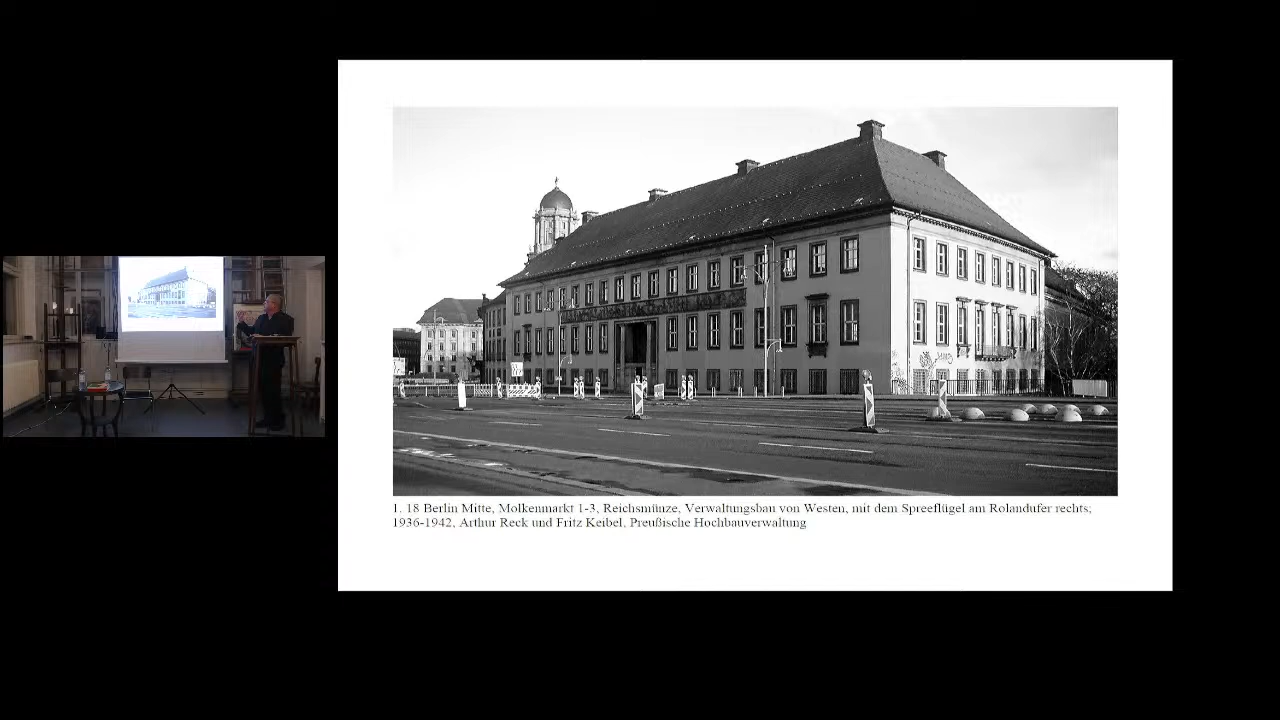 1. 18 Berlin Mitte, Molkenmarkt 1-3, Reichsmünze, Verwaltungsbau von Westen, mit dem Spreeflügel am Rolandufer rechts;
1936-1942, Arthur Reck und Fritz Keibel, Preußische Hochbauverwaltung